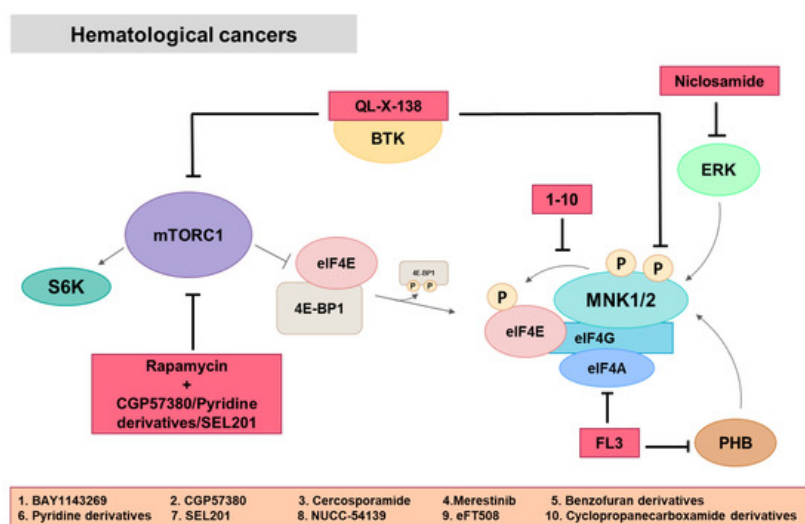 Hematological cancers
Niclosamide
QL-X-138
BTK
ERK
1-10
mTORC1
eIF4E
4E-BP1
P P
P P
S6K
4E-BP1
P
MNK1/2
eIF4E
eIF4G
eIF4A
Rapamycin
+
CGP57380/Pyridine
derivatives/SEL201
FL3
PHB
1. BAY1143269 2. CGP57380 3. Cercosporamide 4.Merestinib 5. Benzofuran derivatives
6. Pyridine derivatives 7. SEL201 8. NUCC-54139 9. eFT508 10. Cyclopropanecarboxamide derivatives